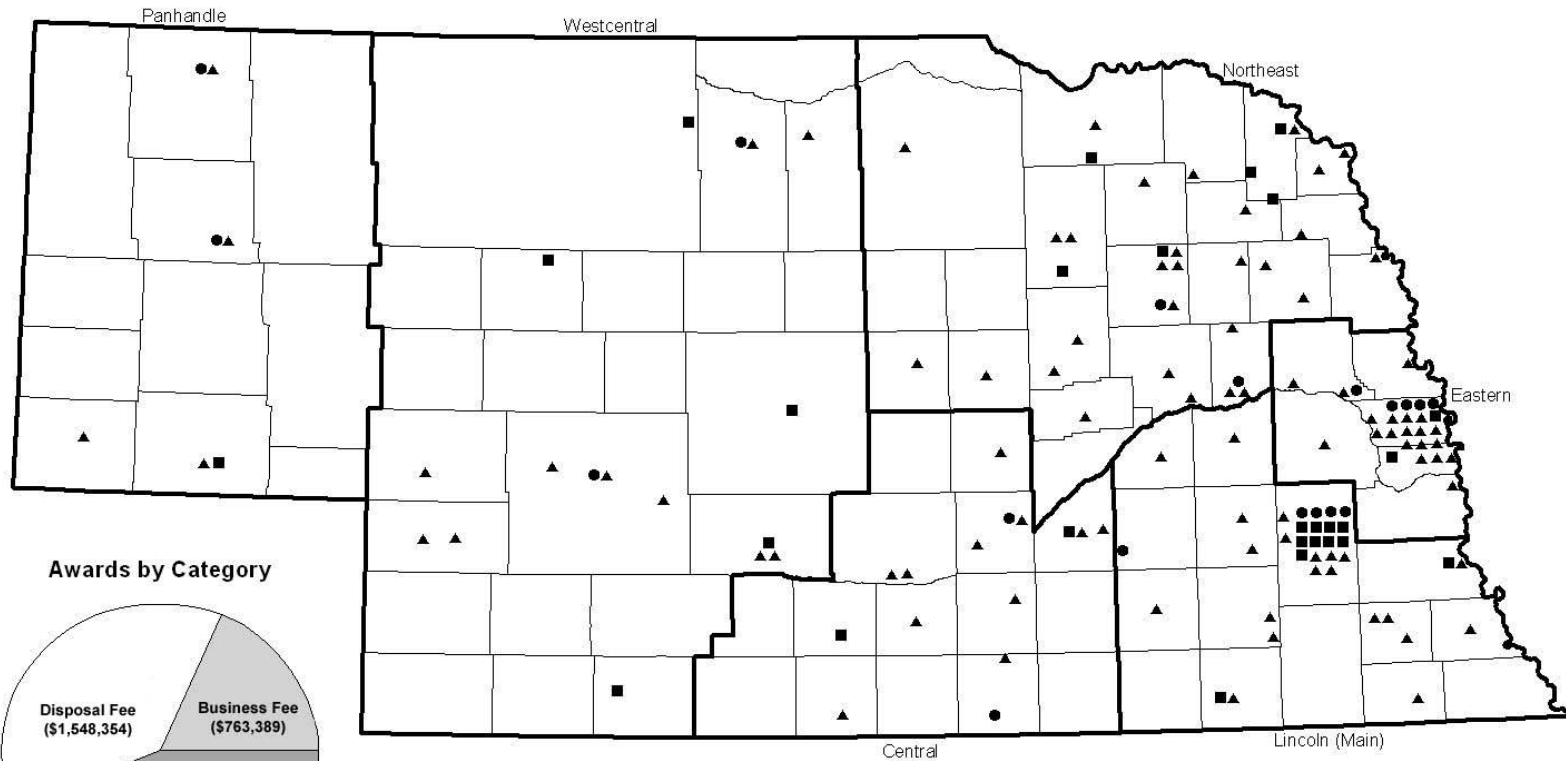 Panhandle
Westcentral
Northeast
Eastern
Awards by Category
Disposal Fee
($1,548,354)
Business Fee
($763,389)
Central
Lincoln (Main)